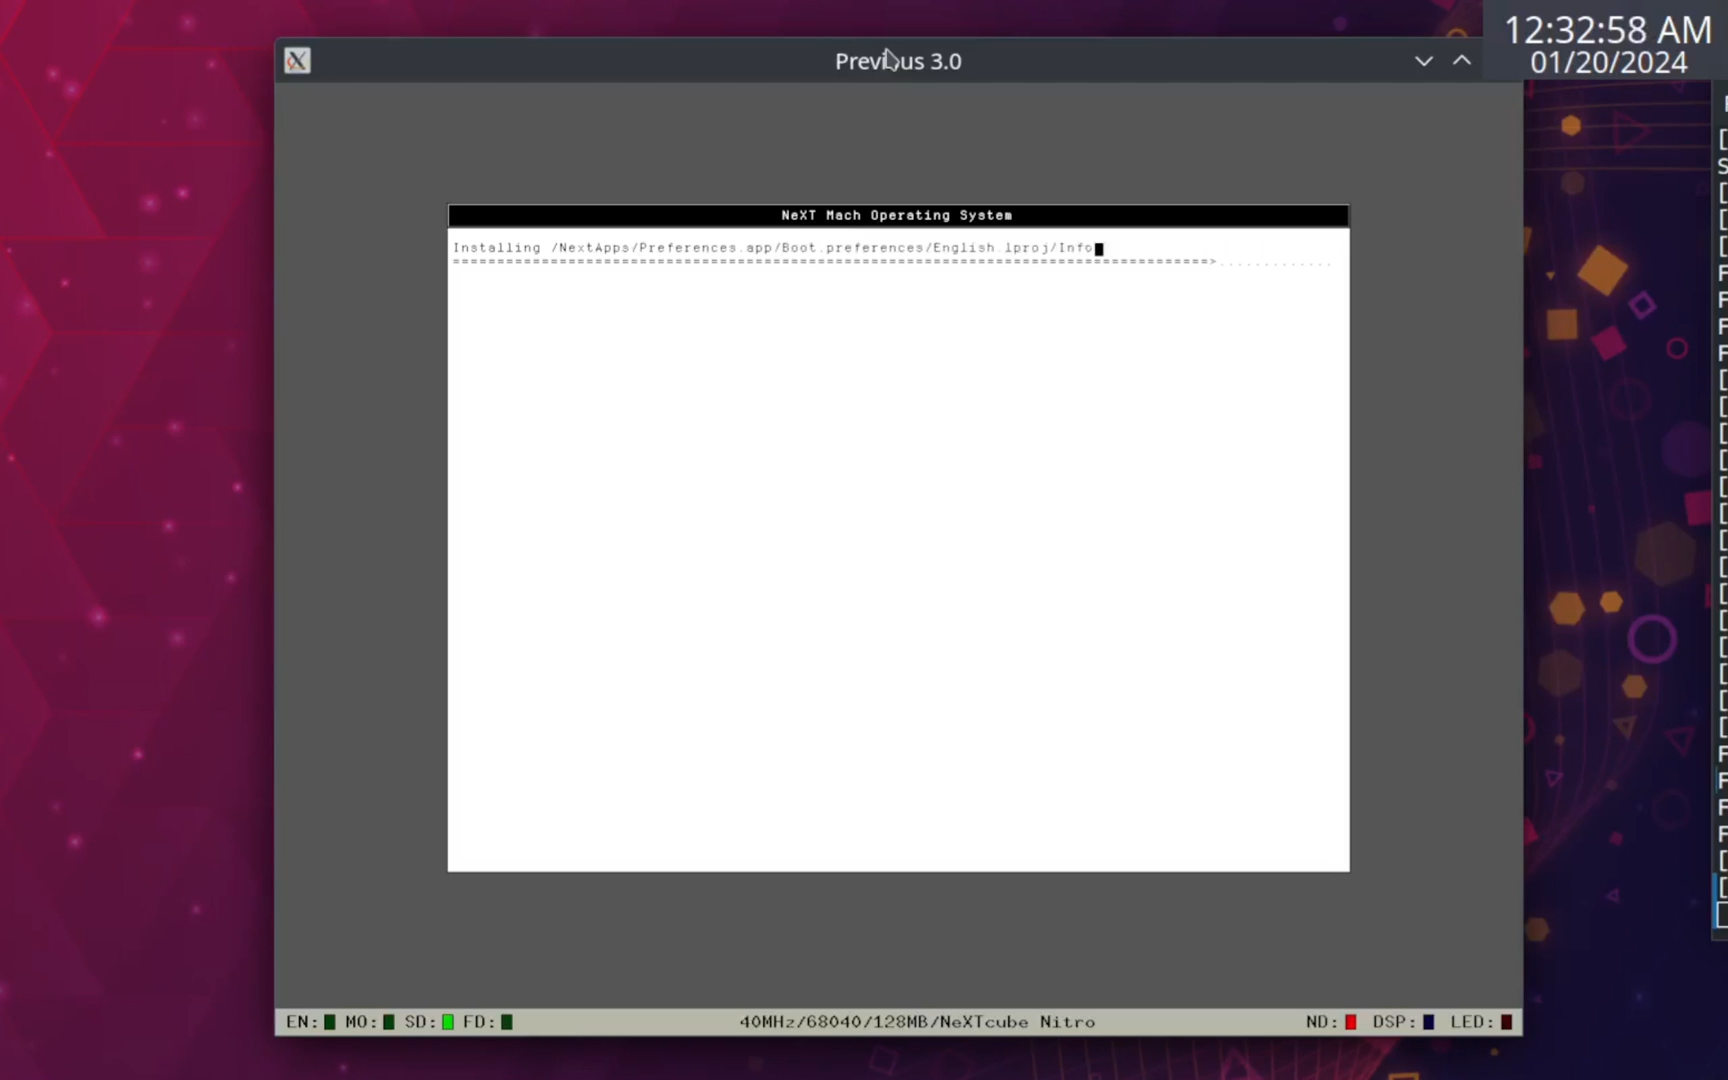 12:32:58 AM
01/20/2024
Previous 3.0
NeXT Mach Operating System
Installing /NextApps/Preferences.app/Boot.preferences/English.lproj/Info
EN: MO: SD: FD: 40MHz/68040/128MB/NeXTcube Nitro ND: DSP: LED: